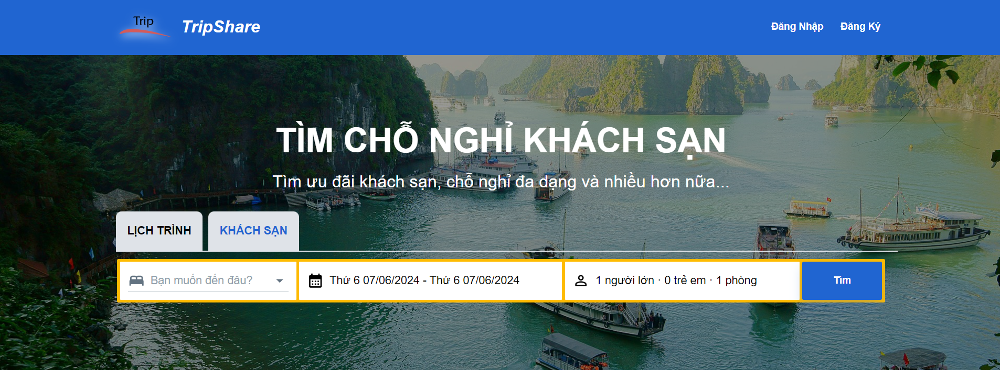 Trip
TripShare
Đăng Nhập
Đăng Ký
TÌM CHỖ NGHỈ KHÁCH SẠN
Tìm ưu đãi khách sạn, chỗ nghỉ đa dạng và nhiều hơn nữa...
LỊCH TRÌNH
KHÁCH SẠN
Bạn muốn đến đâu?
Thứ 6 07/06/2024 - Thứ 6 07/06/2024
1 người lớn · 0 trẻ em · 1 phòng
Tìm